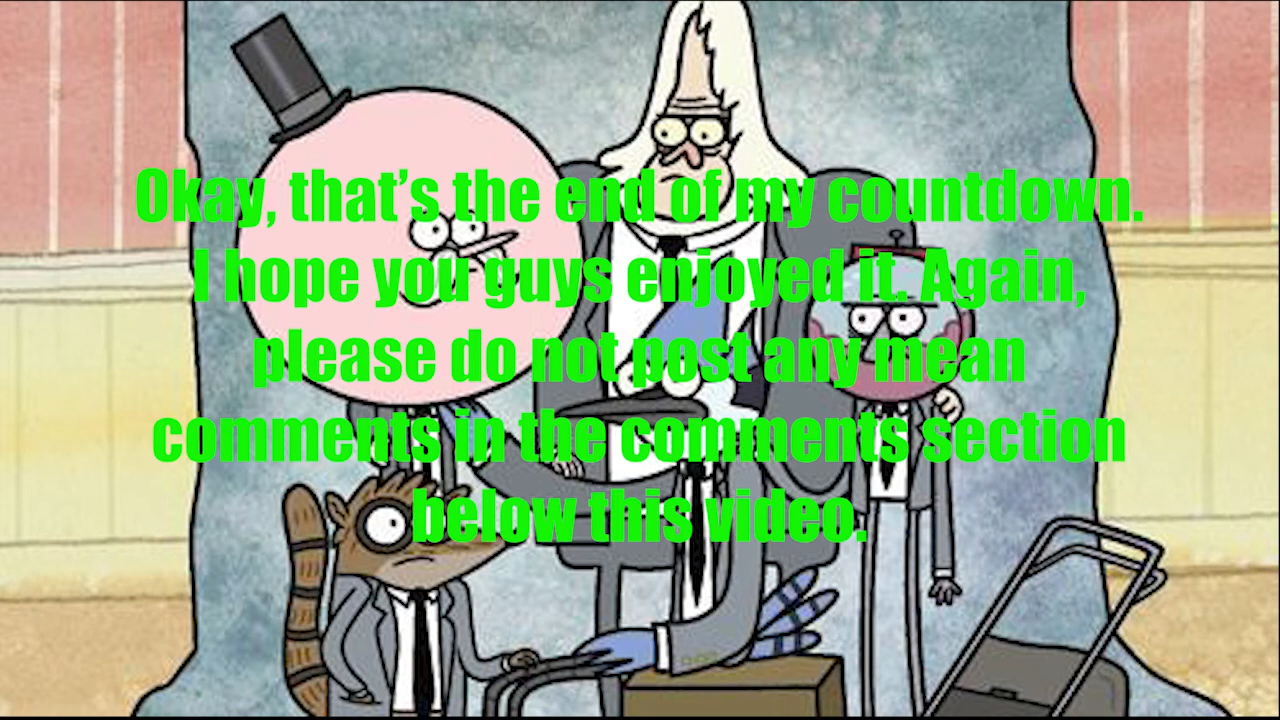 Okay, that’s the end of my countdown.
I hope you guys enjoyed it. Again,
please do not post any mean
comments in the comments section
below this video.